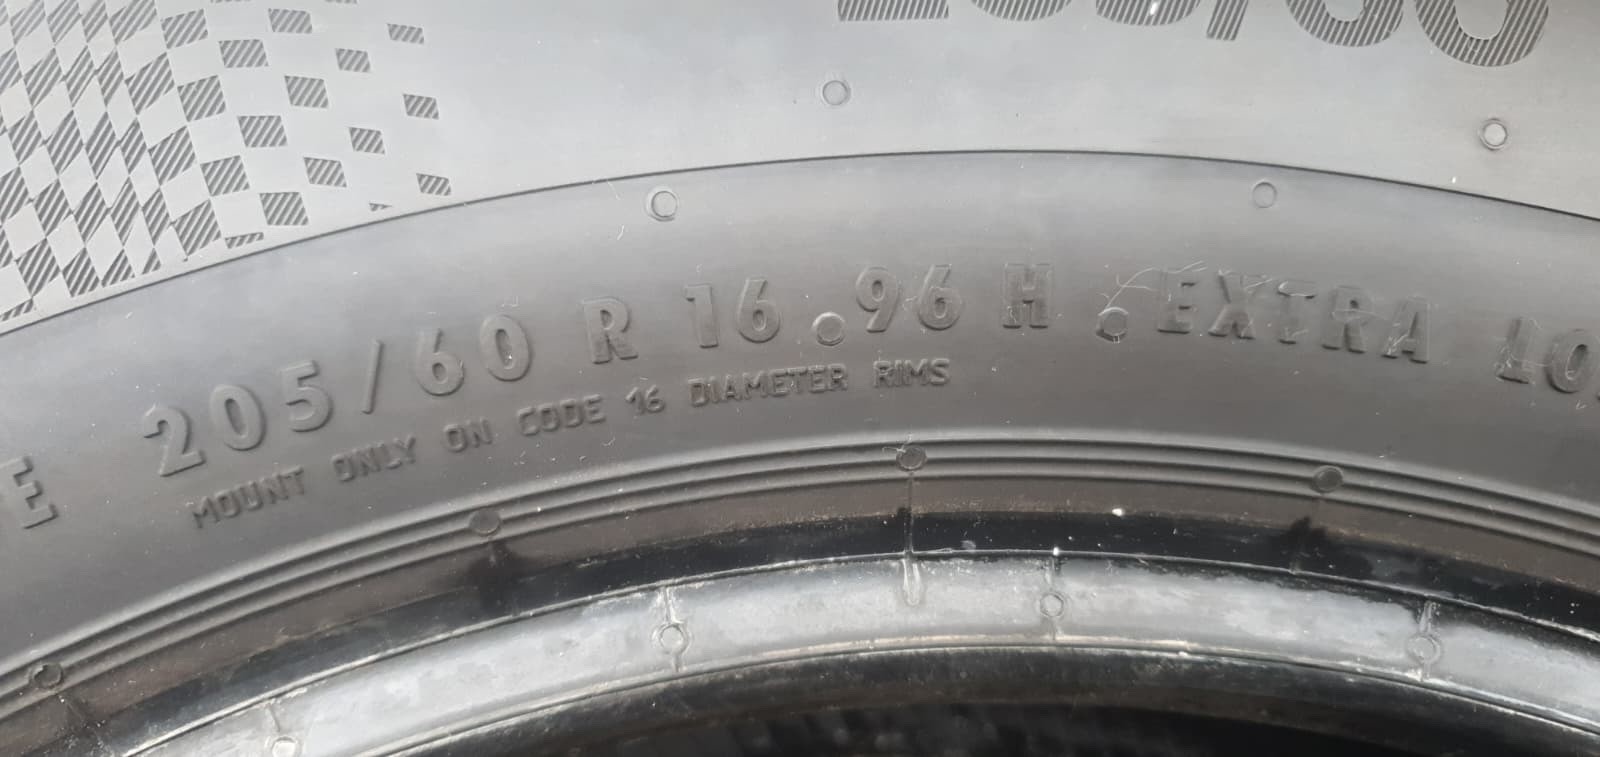 205/60 R 16 . 96 H . EXTRA
MOUNT ONLY ON CODE 16 DIAMETER RIMS